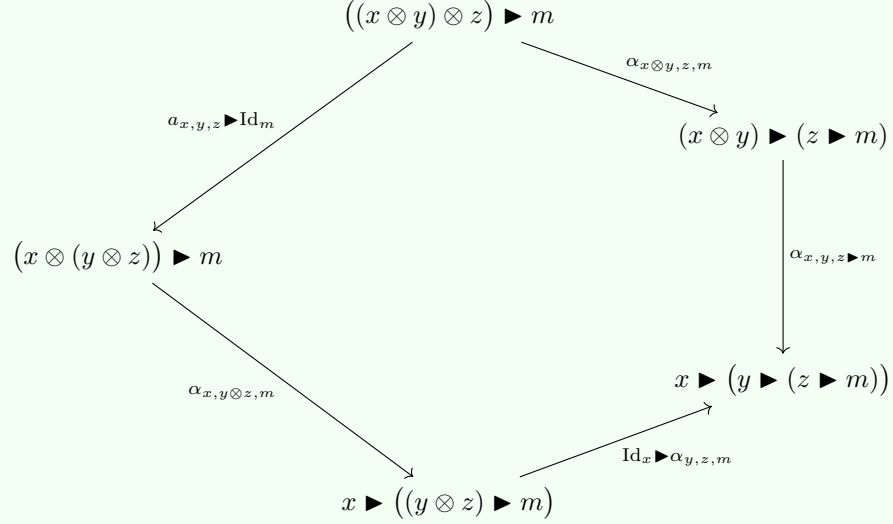 ((x ⊗ y) ⊗ z) ▶ m
α_{x⊗y,z,m}
a_{x,y,z}▶Id_m
(x ⊗ y) ▶ (z ▶ m)
(x ⊗ (y ⊗ z)) ▶ m
α_{x,y,z▶m}
x ▶ (y ▶ (z ▶ m))
α_{x,y⊗z,m}
Id_x▶α_{y,z,m}
x ▶ ((y ⊗ z) ▶ m)